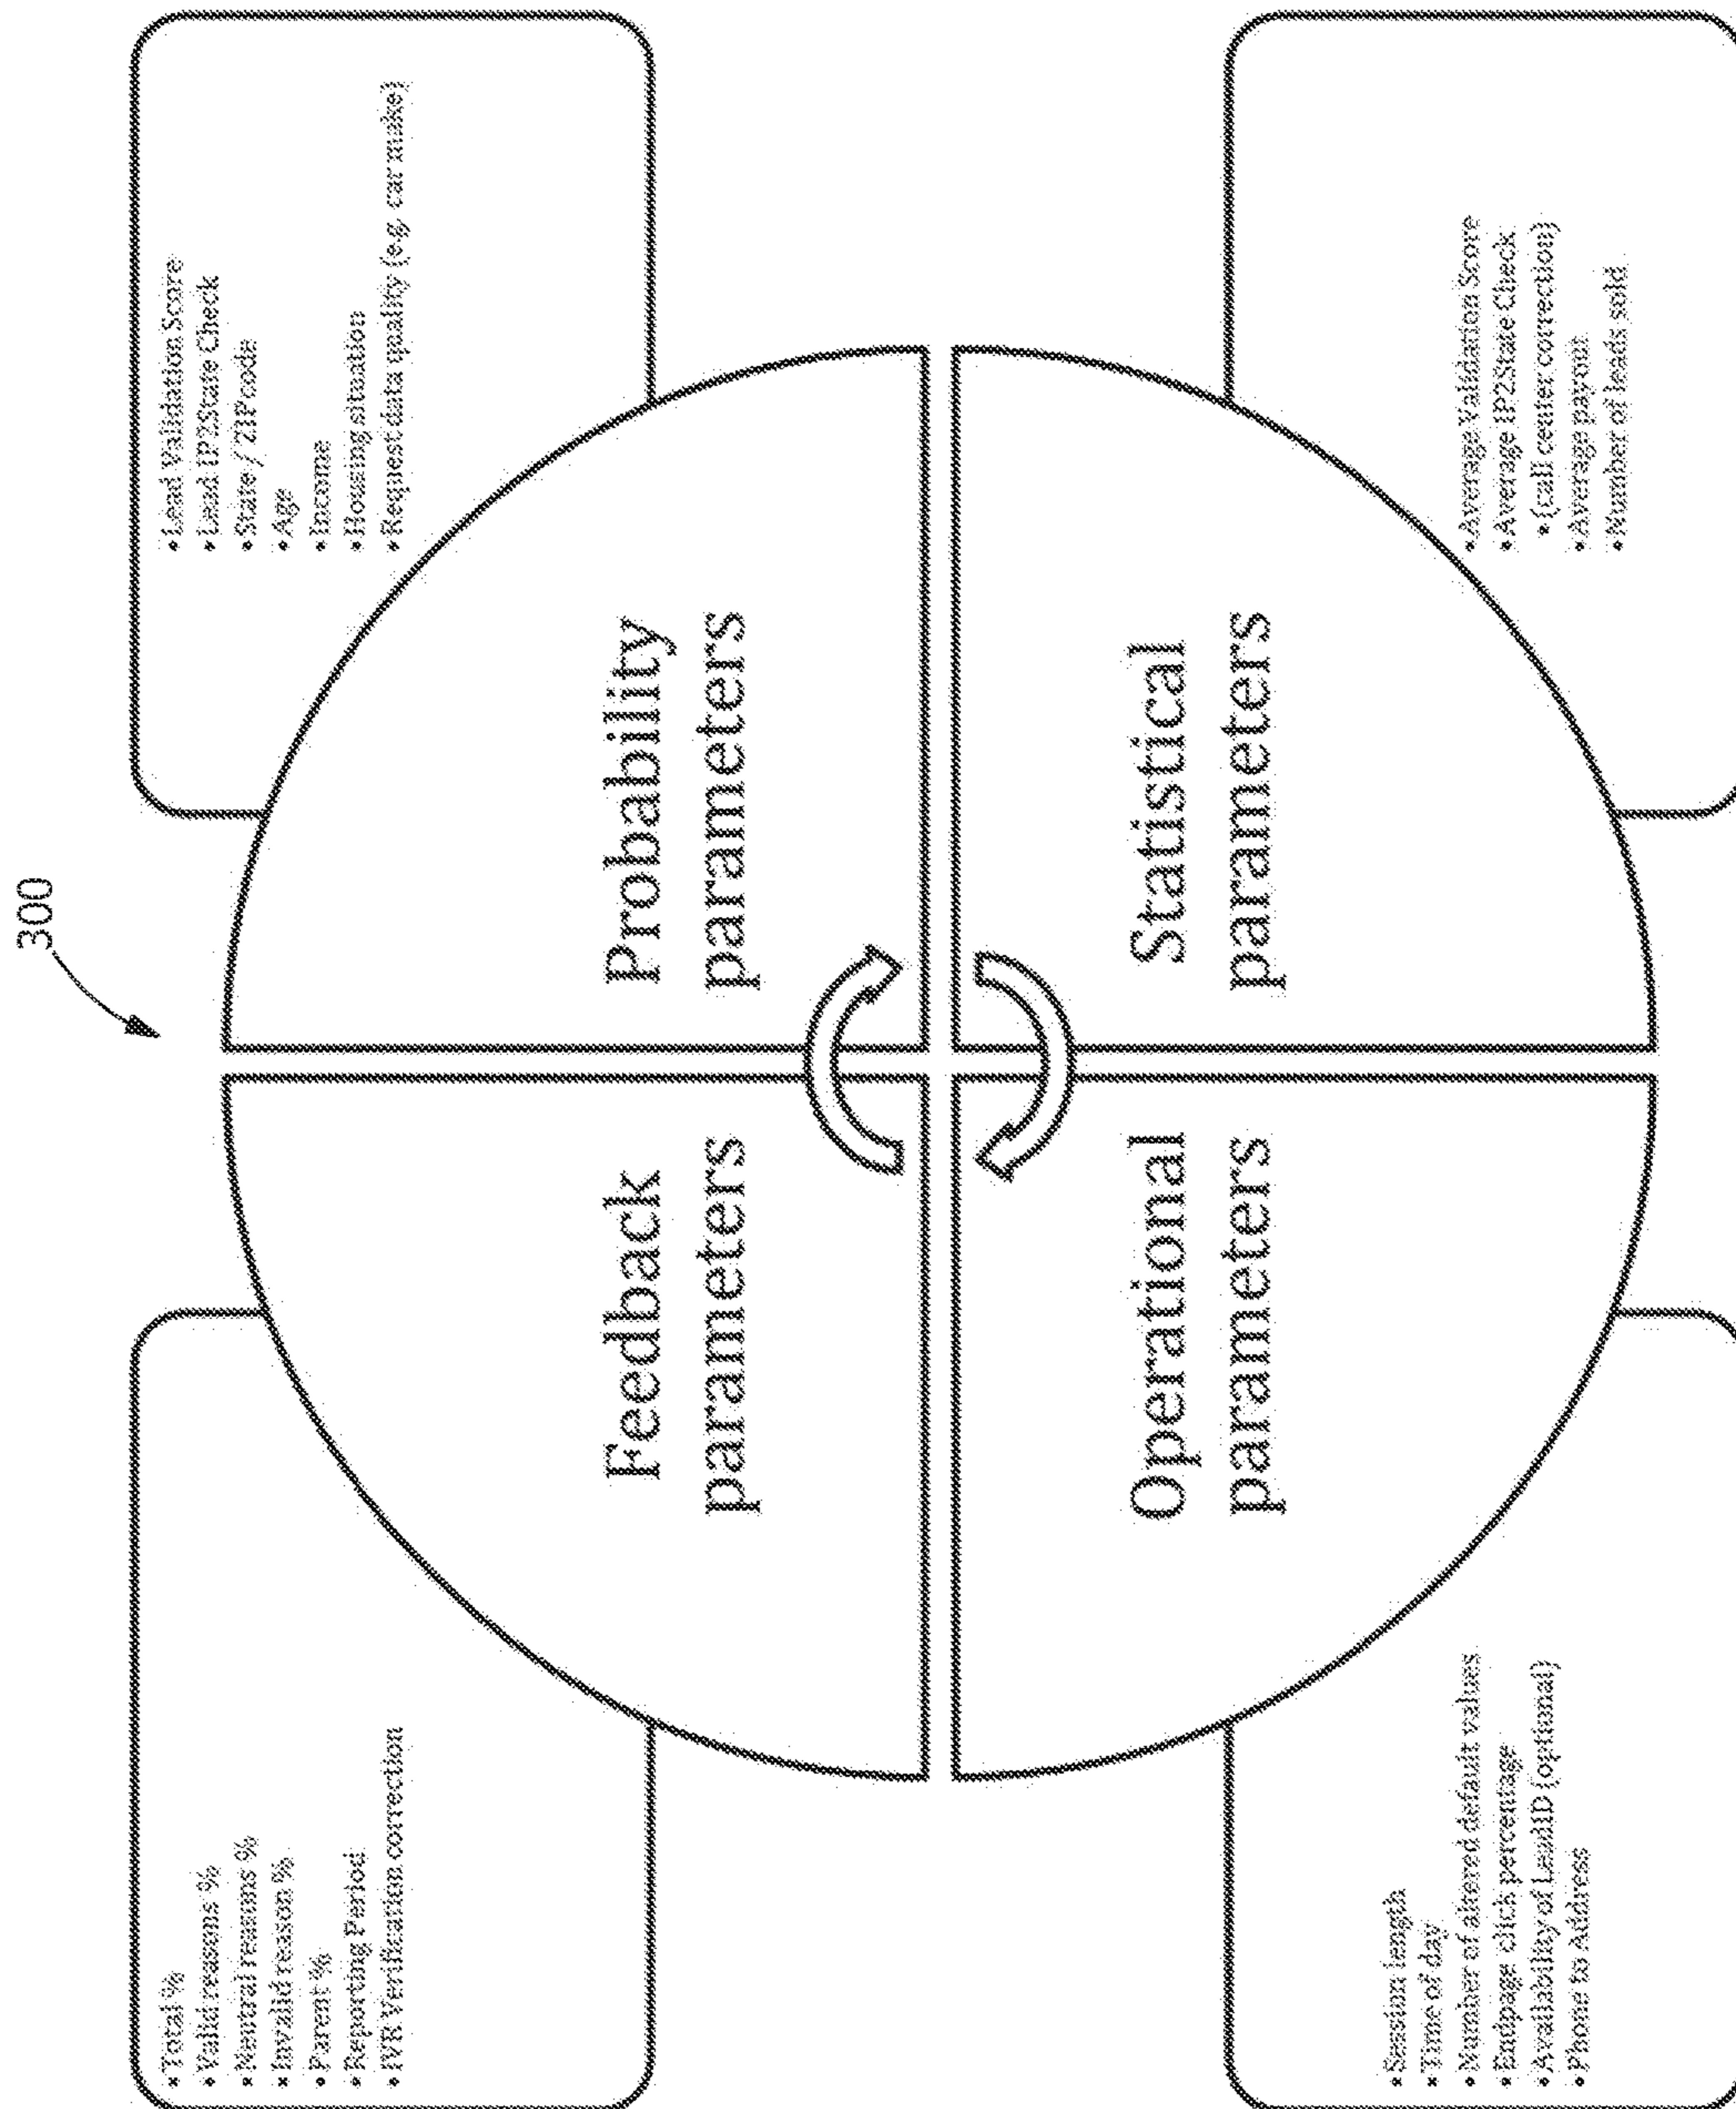 300
•Total %
•Valid reasons %
•Neutral reasons %
•Invalid reason %
•Parent %
•Reporting Period
•IVR Verification correction
•Lead Validation Score
•Lead IP2State Check
•State / ZIPcode
•Age
•Income
•Housing situation
•Request data quality (e.g. car make)
Feedback
parameters
Probability
parameters
Operational
parameters
Statistical
parameters
•Session length
•Time of day
•Number of altered default values
•Endpage click percentage
•Availability of LeadID (optional)
•Phone to Address
•Average Validation Score
•Average IP2State Check
•(call center correction)
•Average payout
•Number of leads sold